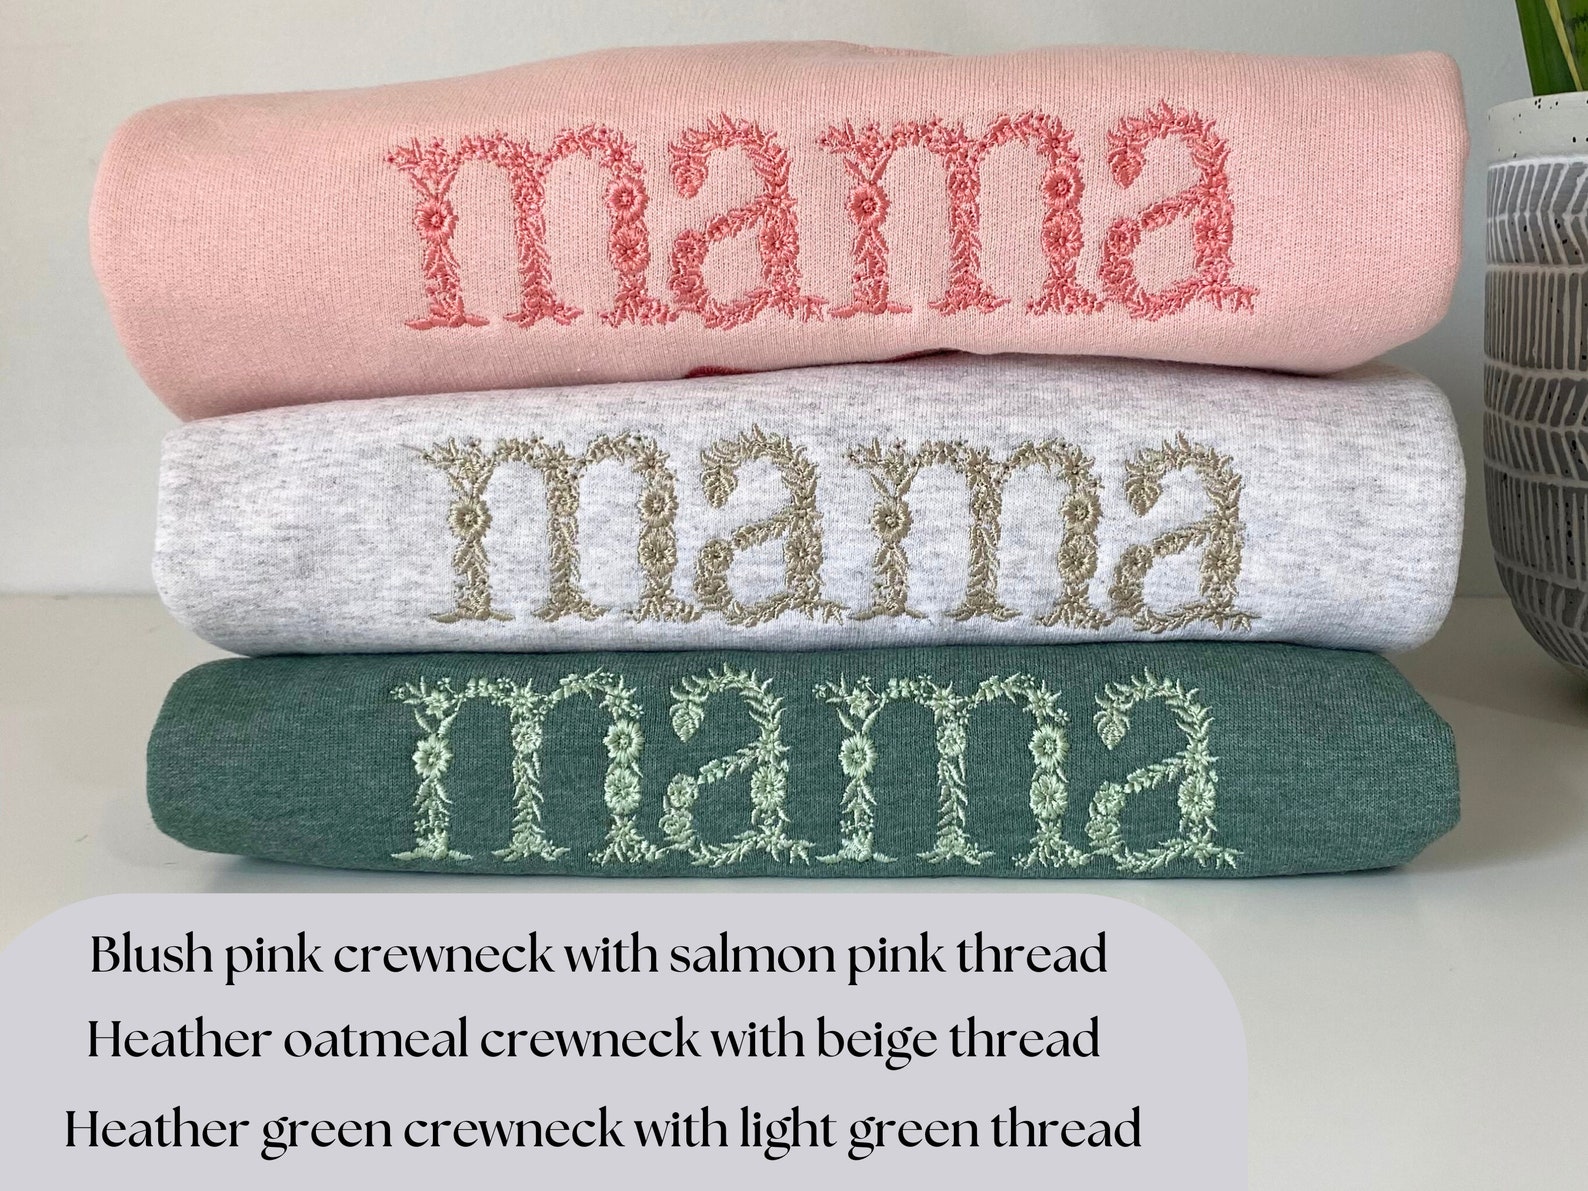 mama
mama
mama
Blush pink crewneck with salmon pink thread
Heather oatmeal crewneck with beige thread
Heather green crewneck with light green thread